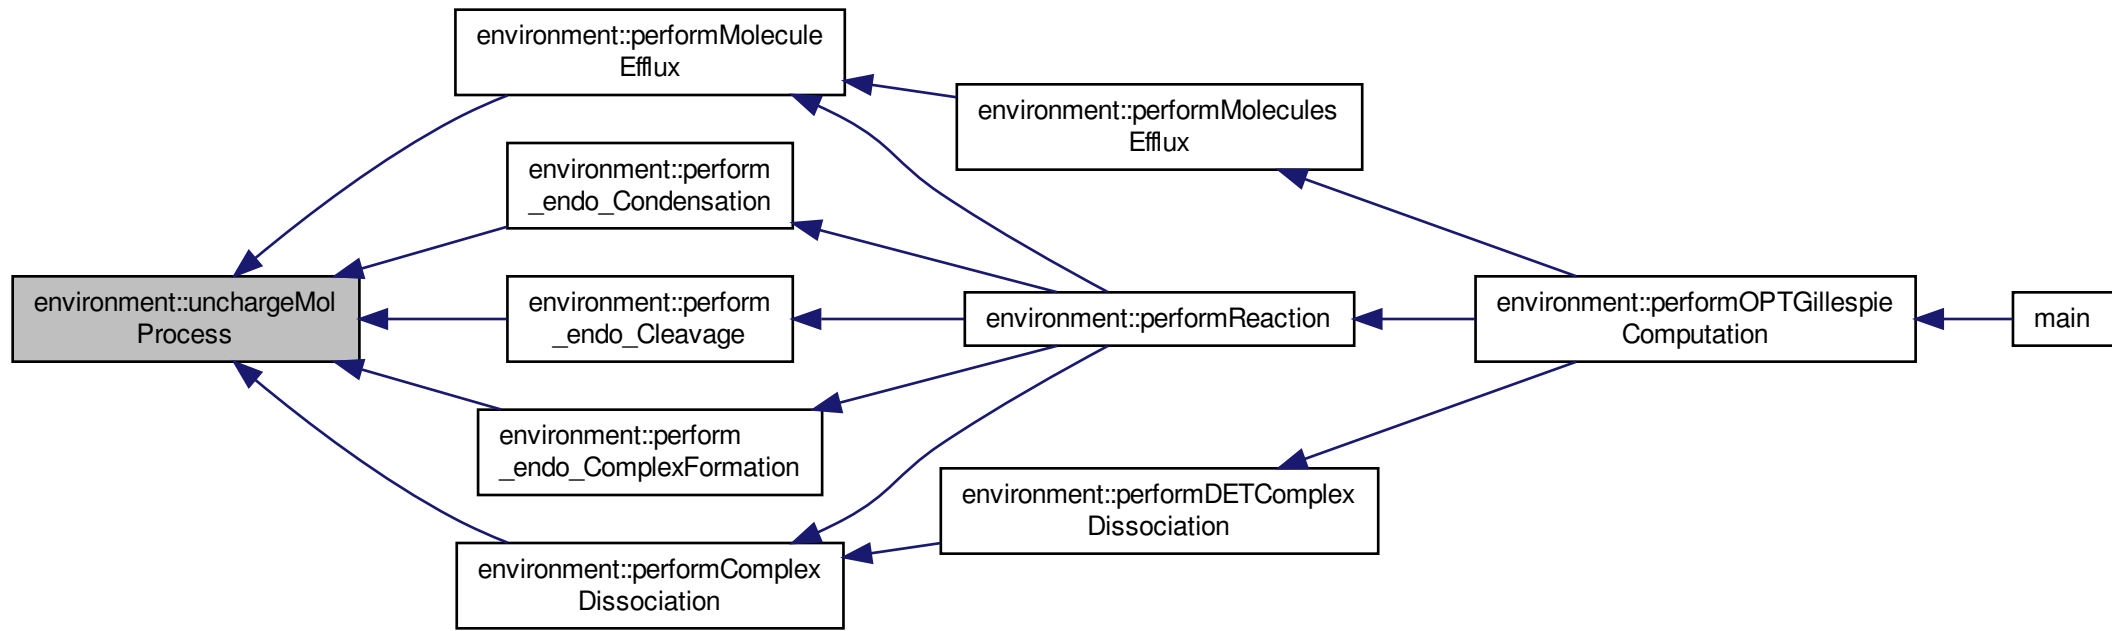 environment::performMolecule
Efflux
environment::performMolecules
Efflux
environment::perform
_endo_Condensation
environment::unchargeMol
Process
environment::perform
_endo_Cleavage
environment::performReaction
environment::performOPTGillespie
Computation
main
environment::perform
_endo_ComplexFormation
environment::performDETComplex
Dissociation
environment::performComplex
Dissociation